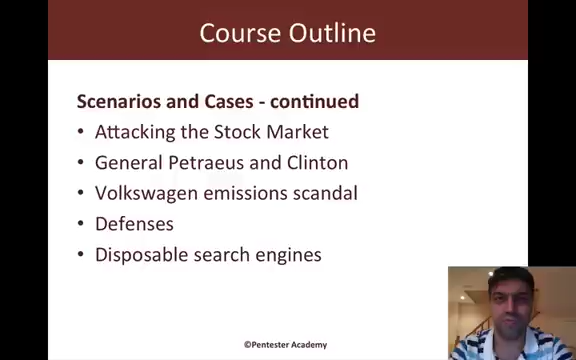 Course Outline
Scenarios and Cases - continued
• Attacking the Stock Market
• General Petraeus and Clinton
• Volkswagen emissions scandal
• Defenses
• Disposable search engines
©Pentester Academy